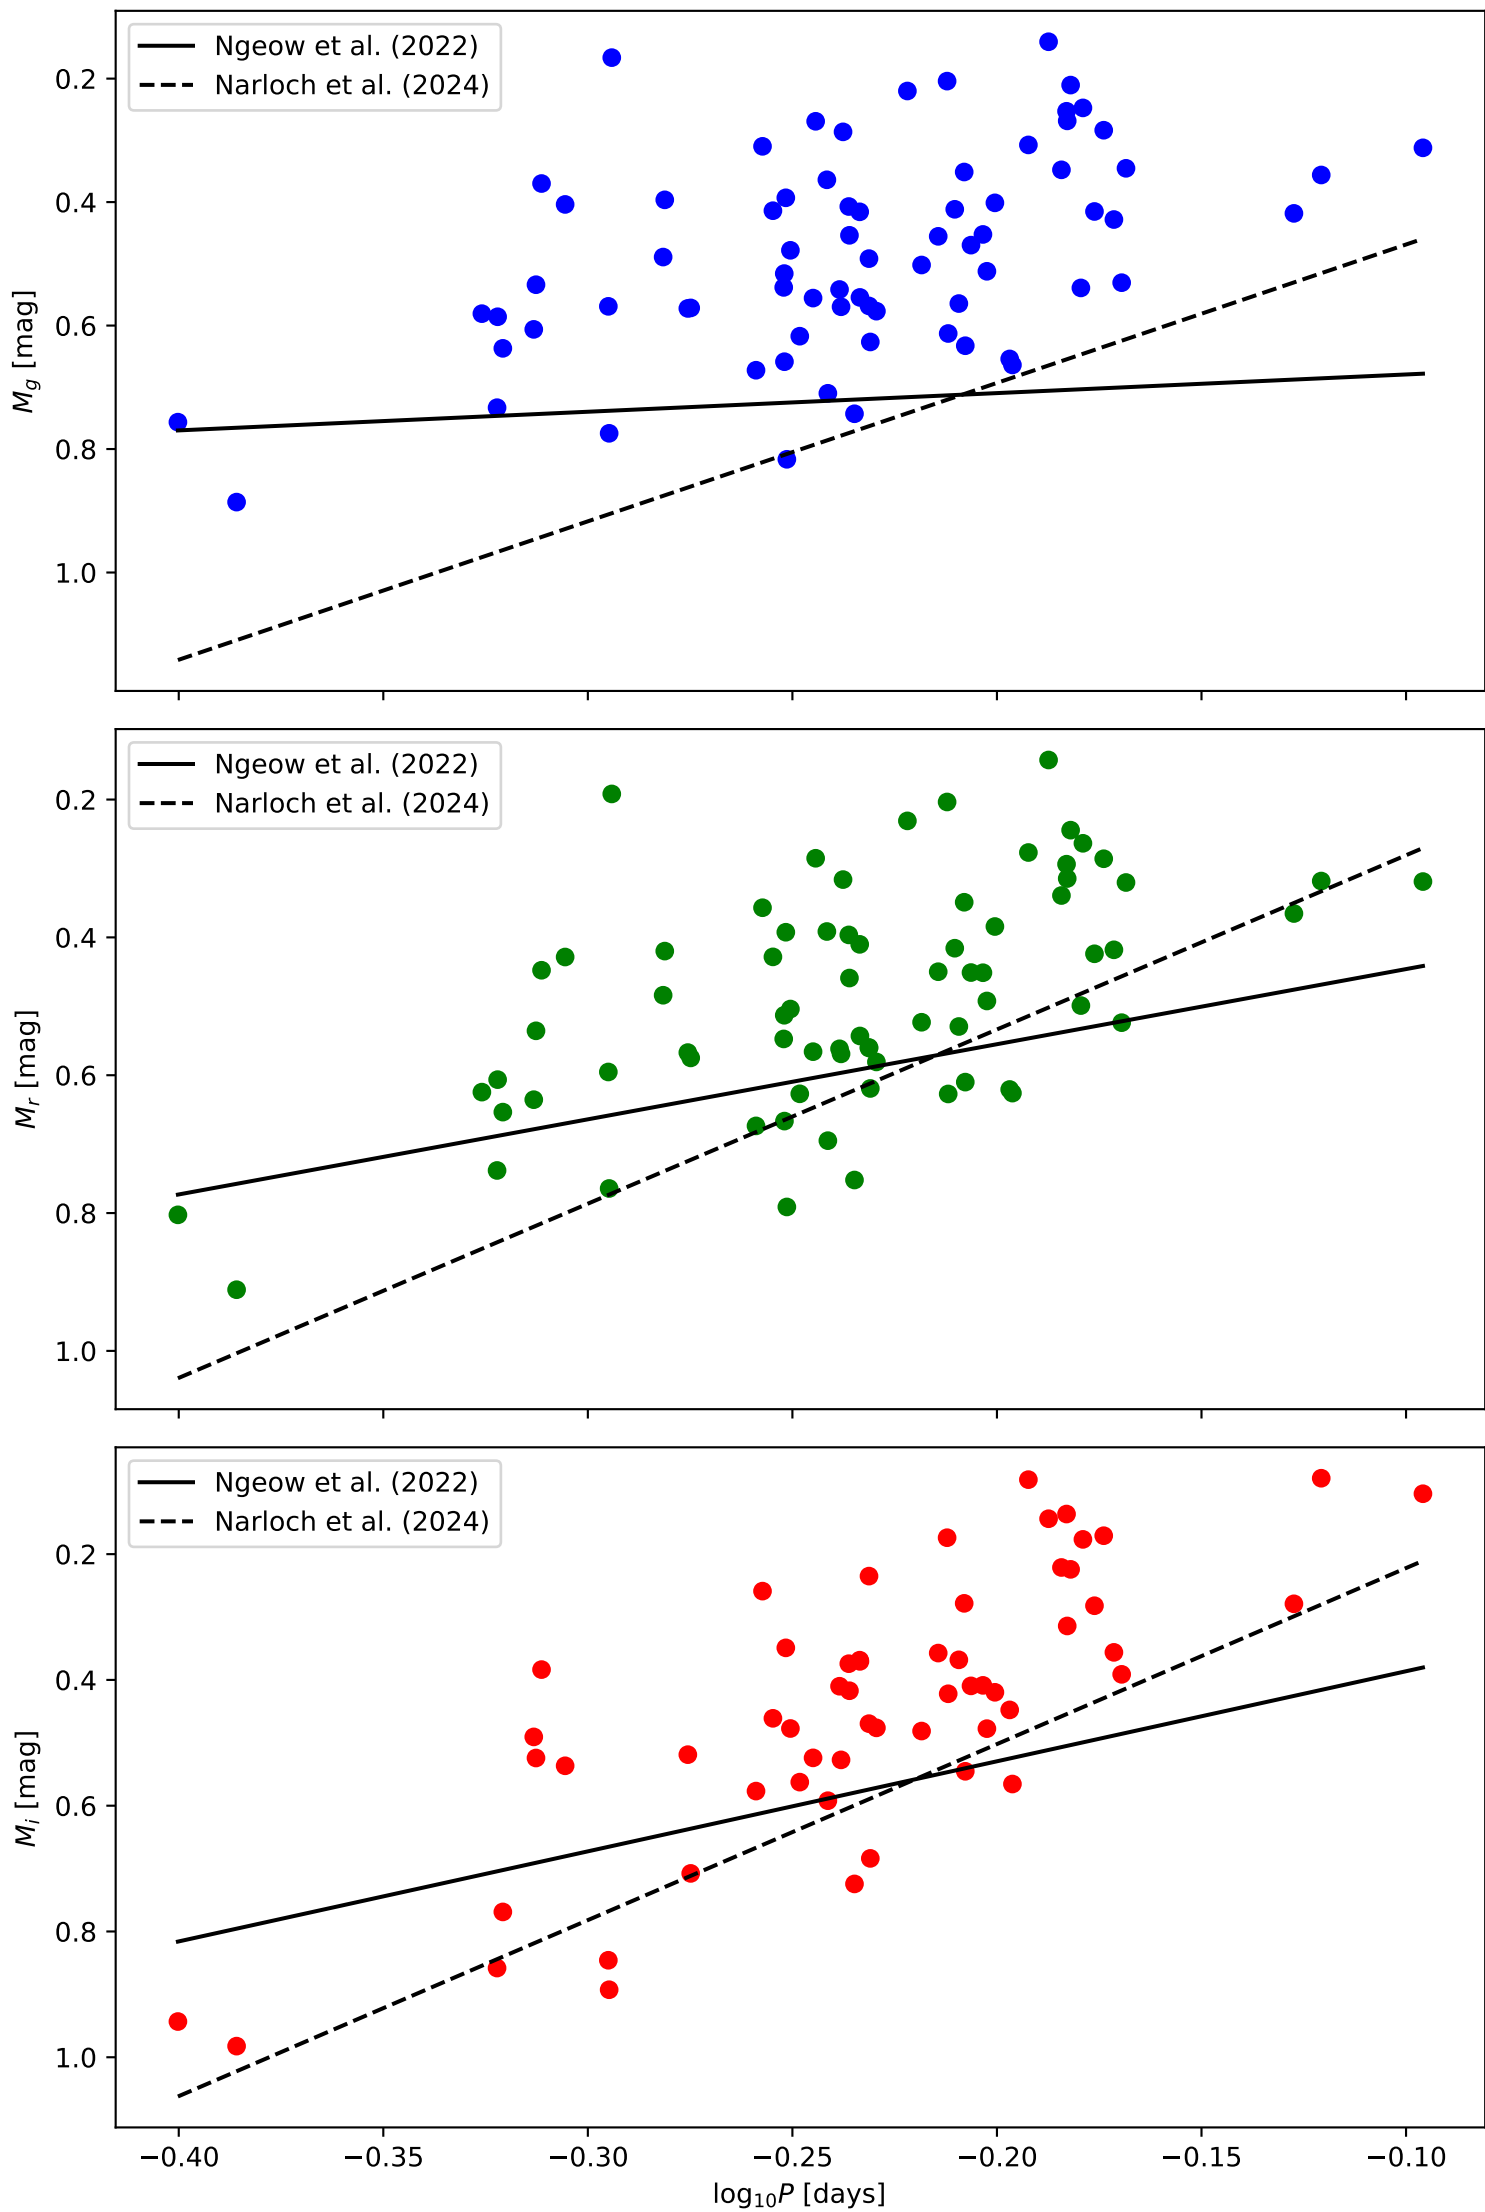 Ngeow et al. (2022)
Narloch et al. (2024)
0.2
0.4
0.6
0.8
1.0
M_g [mag]
Ngeow et al. (2022)
Narloch et al. (2024)
0.2
0.4
0.6
0.8
1.0
M_r [mag]
Ngeow et al. (2022)
Narloch et al. (2024)
0.2
0.4
0.6
0.8
1.0
M_i [mag]
−0.40 −0.35 −0.30 −0.25 −0.20 −0.15 −0.10
log₁₀P [days]